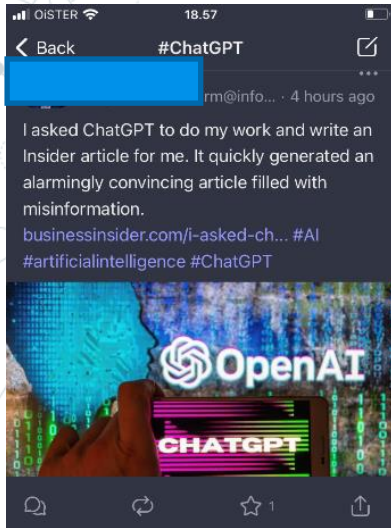 OiSTER 18.57
Back #ChatGPT
rm@info... · 4 hours ago
I asked ChatGPT to do my work and write an
Insider article for me. It quickly generated an
alarmingly convincing article filled with
misinformation.
businessinsider.com/i-asked-ch... #AI
#artificialintelligence #ChatGPT
OpenAI
CHATGPT
1